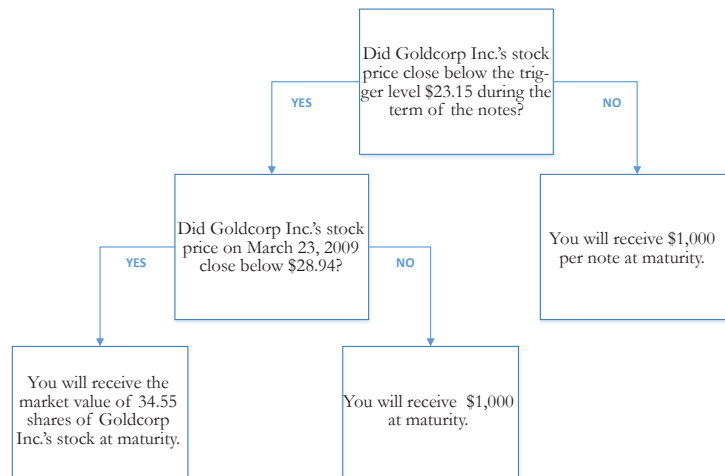 Did Goldcorp Inc.'s stock
price close below the trig-
ger level $23.15 during the
term of the notes?
YES
NO
Did Goldcorp Inc.'s stock
price on March 23, 2009
close below $28.94?
You will receive $1,000
per note at maturity.
YES
NO
You will receive the
market value of 34.55
shares of Goldcorp
Inc.'s stock at maturity.
You will receive $1,000
at maturity.